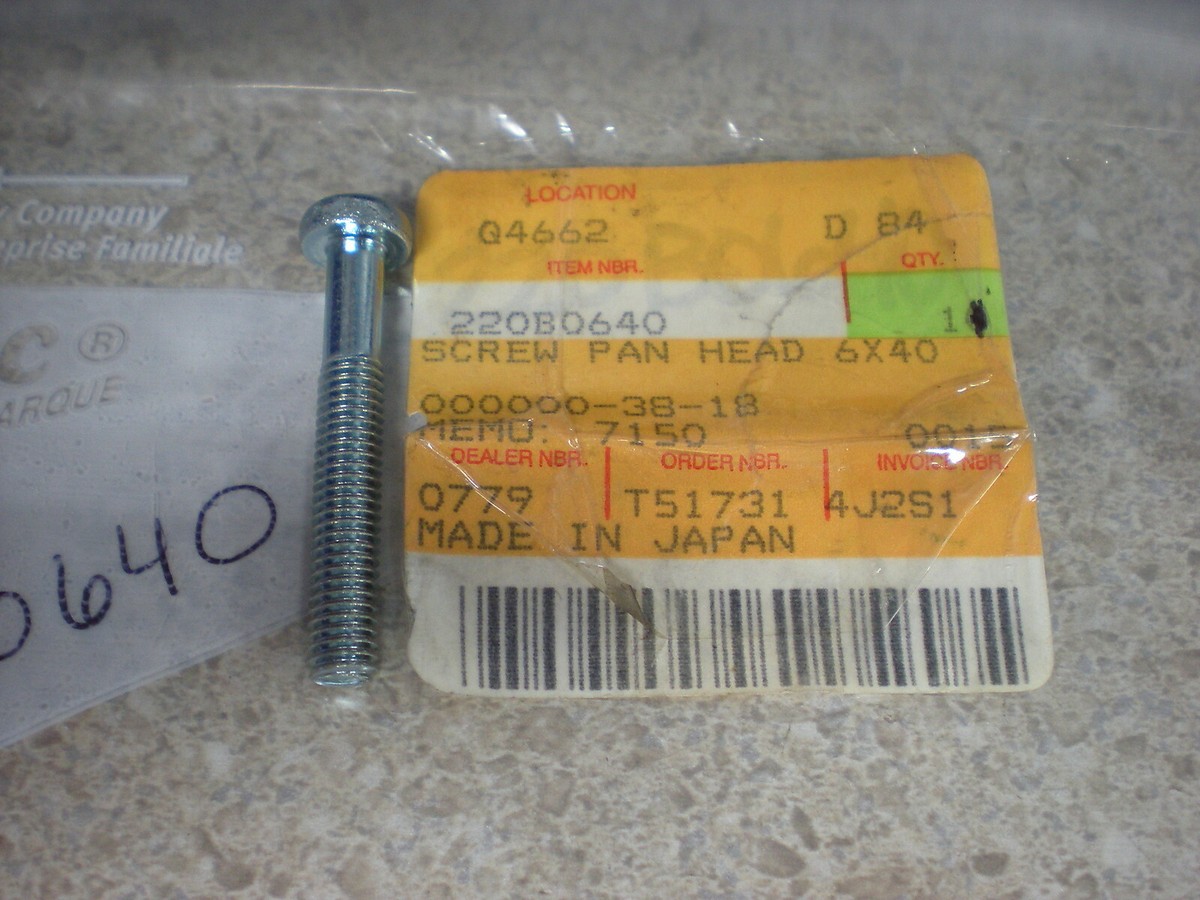 LOCATION
Q4662 D 84
ITEM NBR. QTY.
220B0640 1
SCREW PAN HEAD 6X40
000000-38-18
MEMO: 7150 0015
DEALER NBR. ORDER NBR. INVOICE NBR.
0779 T51731 4J2S1
MADE IN JAPAN
Company
Familiale
C ®
ARQUE
0640